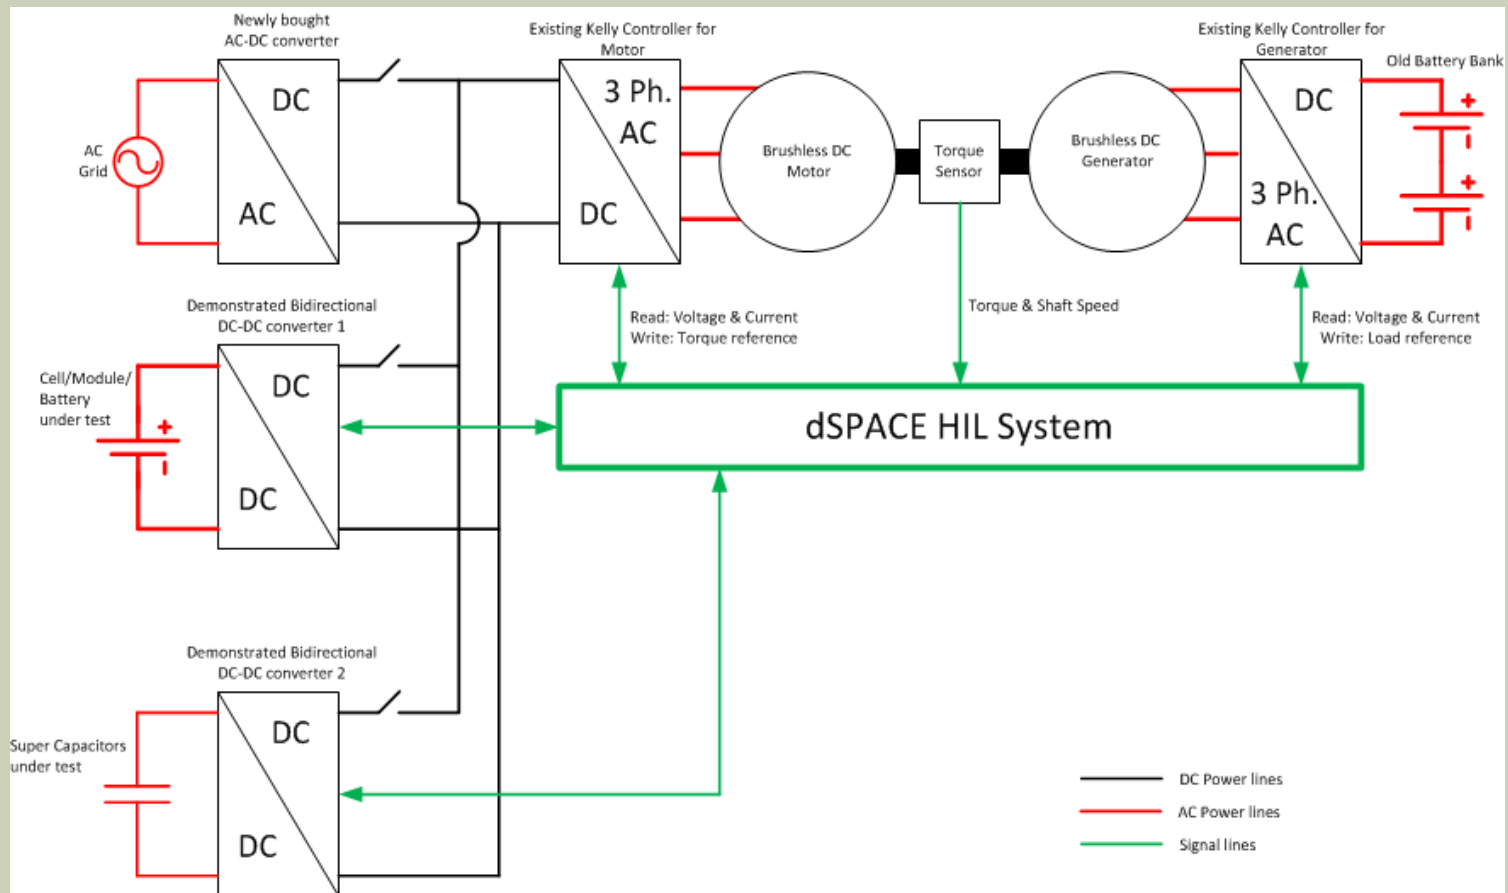 Newly bought
AC-DC converter
Existing Kelly Controller for
Motor
Existing Kelly Controller for
Generator
Old Battery Bank
AC
Grid
DC
AC
3 Ph.
AC
DC
Brushless DC
Motor
Torque
Sensor
Brushless DC
Generator
DC
3 Ph.
AC
+
+
Demonstrated Bidirectional
DC-DC converter 1
Read: Voltage & Current
Write: Torque reference
Torque & Shaft Speed
Read: Voltage & Current
Write: Load reference
Cell/Module/
Battery
under test
+
DC
DC
dSPACE HIL System
Demonstrated Bidirectional
DC-DC converter 2
Super Capacitors
under test
DC
DC
DC Power lines
AC Power lines
Signal lines